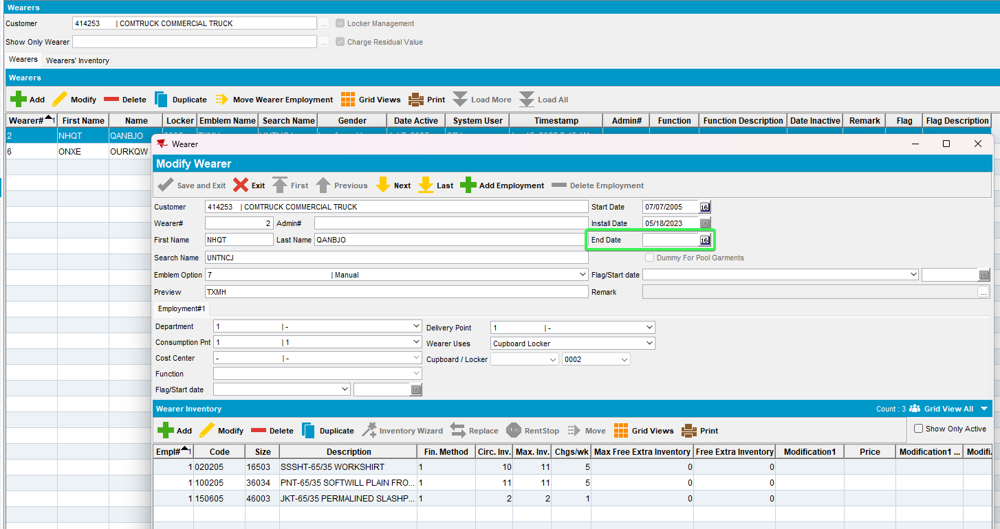 Wearers
Customer 414253 | COMTRUCK COMMERCIAL TRUCK ... Locker Management
Show Only Wearer ... Charge Residual Value
Wearers Wearers' Inventory
Wearers
Add Modify Delete Duplicate Move Wearer Employment Grid Views Print Load More Load All
Wearer# 1 First Name Name Locker Emblem Name Search Name Gender Date Active System User Timestamp Admin# Function Function Description Date Inactive Remark Flag Flag Description
2 NHQT QANBJO
6 ONXE OURKQW
Wearer
Modify Wearer
Save and Exit Exit First Previous Next Last Add Employment Delete Employment
Customer 414253 | COMTRUCK COMMERCIAL TRUCK Start Date 07/07/2005 16
Wearer# 2 Admin# Install Date 05/18/2023 16
First Name NHQT Last Name QANBJO End Date 16
Search Name UNTNCJ Dummy For Pool Garments
Emblem Option 7 | Manual Flag/Start date 16
Preview TXMH Remark ...
Employment#1
Department 1 | - Delivery Point 1 | -
Consumption Pnt 1 | 1 Wearer Uses Cupboard Locker
Cost Center - | - Cupboard / Locker 0002
Function
Flag/Start date 16
Wearer Inventory Count : 3 Grid View All
Add Modify Delete Duplicate Inventory Wizard Replace RentStop Move Grid Views Print Show Only Active
Empl# 1 Code Size Description Fin. Method Circ. Inv. Max. Inv. Chgs/wk Max Free Extra Inventory Free Extra Inventory Modification1 Price Modification1 ... Modifi.
1 020205 16503 SSSHT-65/35 WORKSHIRT 1 10 11 5 0 0
1 100205 36034 PNT-65/35 SOFTWILL PLAIN FRO... 1 11 11 5 0 0
1 150605 46003 JKT-65/35 PERMALINED SLASHP... 1 2 2 1 0 0